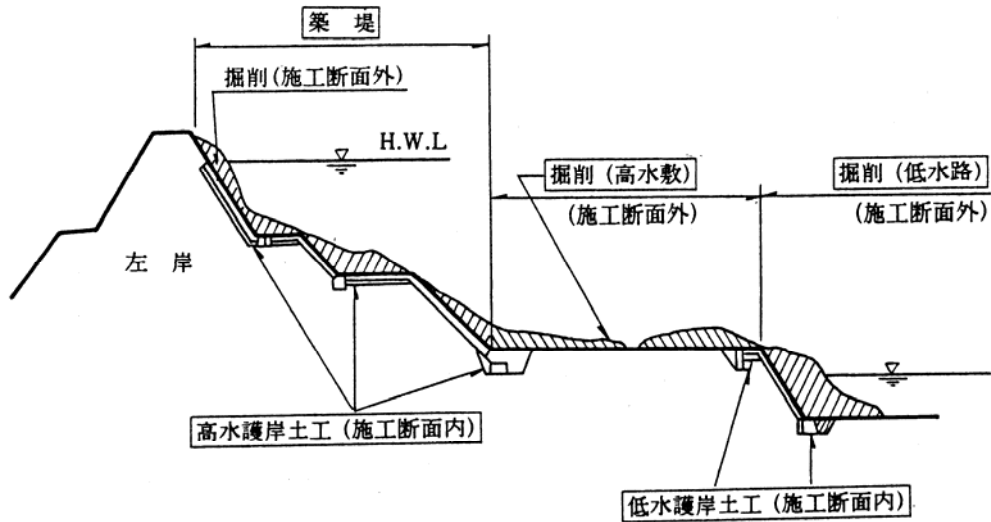 築 堤
掘削(施工断面外)
H.W.L
掘削(高水敷)
(施工断面外)
掘削(低水路)
(施工断面外)
左 岸
高水護岸土工(施工断面内)
低水護岸土工(施工断面内)